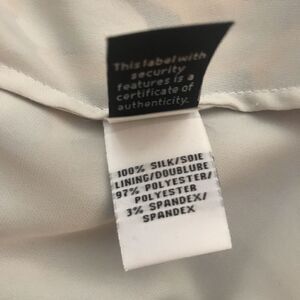 This label with
security
features is a
certificate of
authenticity.
100% SILK/SOIE
LINING/DOUBLURE
97% POLYESTER/
POLYESTER
3% SPANDEX/
SPANDEX